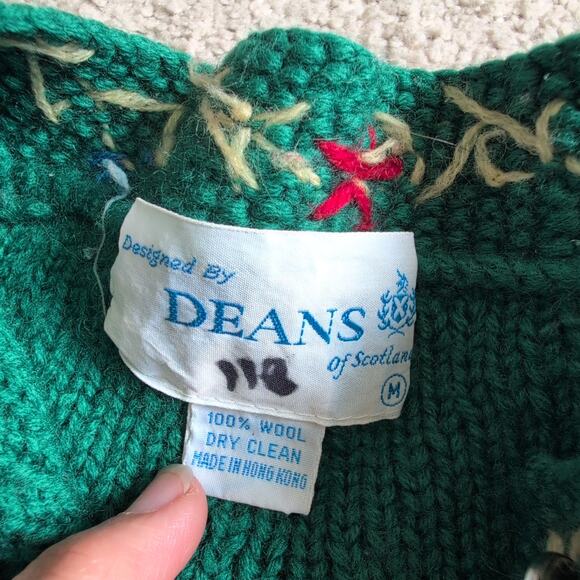 Designed By
DEANS
of Scotland
M
100% WOOL
DRY CLEAN
MADE IN HONG KONG